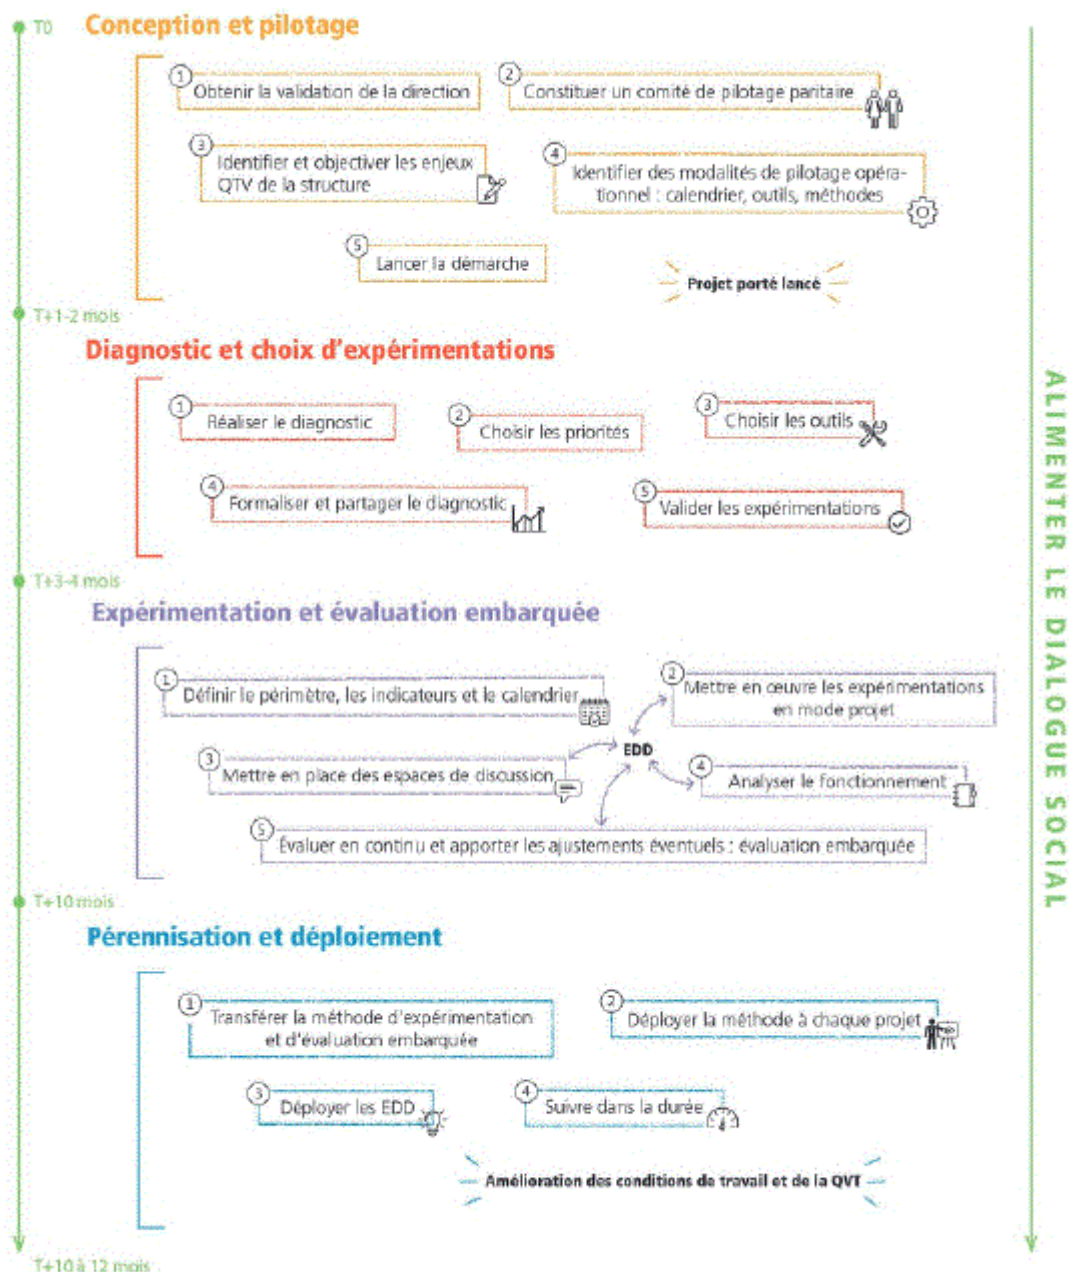 T0
Conception et pilotage
1
Obtenir la validation de la direction
2
Constituer un comité de pilotage paritaire
3
Identifier et objectiver les enjeux
QTV de la structure
4
Identifier des modalités de pilotage opéra-
tionnel : calendrier, outils, méthodes
5
Lancer la démarche
Projet porté lancé
T+1-2 mois
Diagnostic et choix d'expérimentations
1
Réaliser le diagnostic
2
Choisir les priorités
3
Choisir les outils
4
Formaliser et partager le diagnostic
5
Valider les expérimentations
T+3-4 mois
Expérimentation et évaluation embarquée
1
Définir le périmètre, les indicateurs et le calendrier
2
Mettre en œuvre les expérimentations
en mode projet
EDD
3
Mettre en place des espaces de discussion
4
Analyser le fonctionnement
5
Évaluer en continu et apporter les ajustements éventuels : évaluation embarquée
T+10 mois
Pérennisation et déploiement
1
Transférer la méthode d'expérimentation
et d'évaluation embarquée
2
Déployer la méthode à chaque projet
3
Déployer les EDD
4
Suivre dans la durée
Amélioration des conditions de travail et de la QVT
T+10 à 12 mois
ALIMENTER LE DIALOGUE SOCIAL